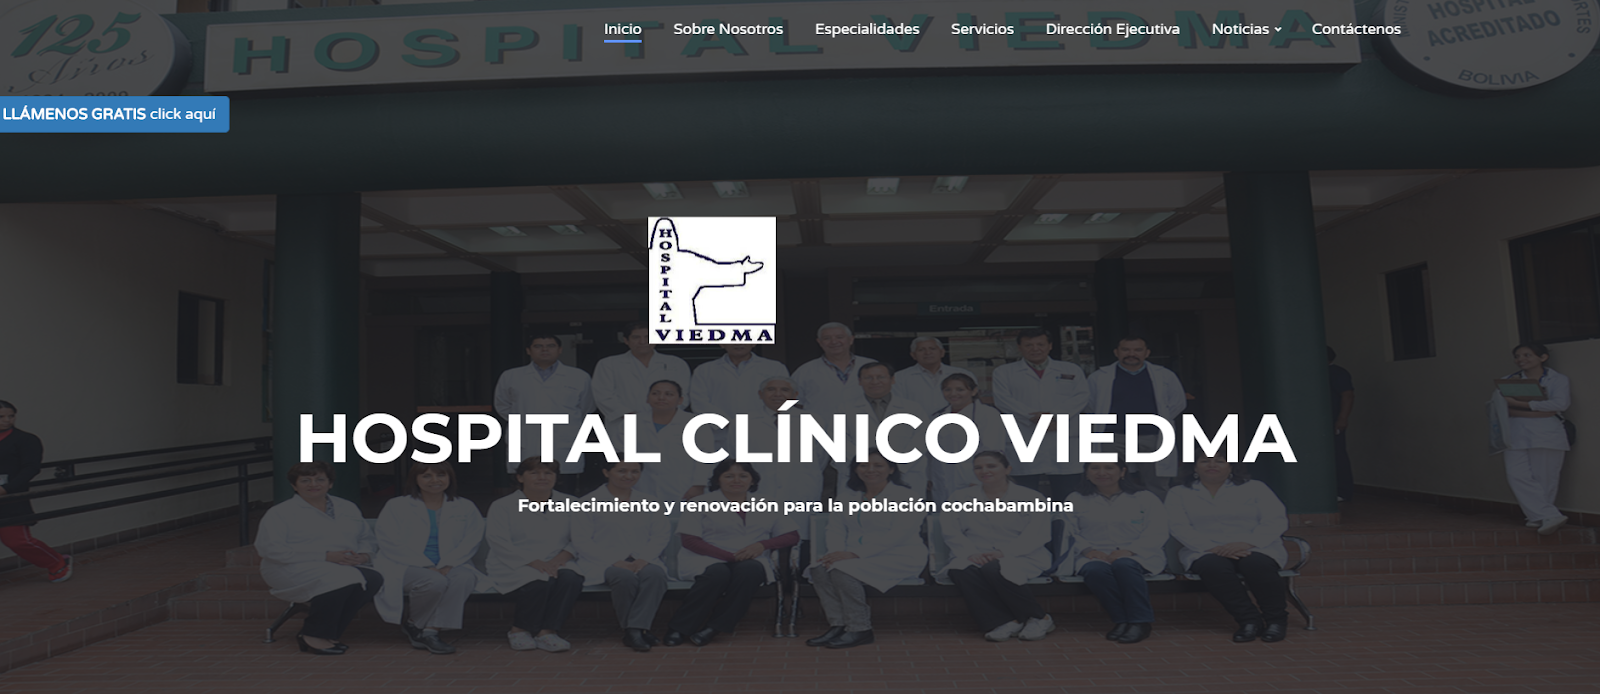 125
Años
HOSPITAL VIEDMA
HOSPITAL
ACREDITADO
BOLIVIA
Inicio
Sobre Nosotros
Especialidades
Servicios
Dirección Ejecutiva
Noticias
Contáctenos
LLÁMENOS GRATIS click aquí
Entrada
HOSPITAL
VIEDMA
HOSPITAL CLÍNICO VIEDMA
Fortalecimiento y renovación para la población cochabambina